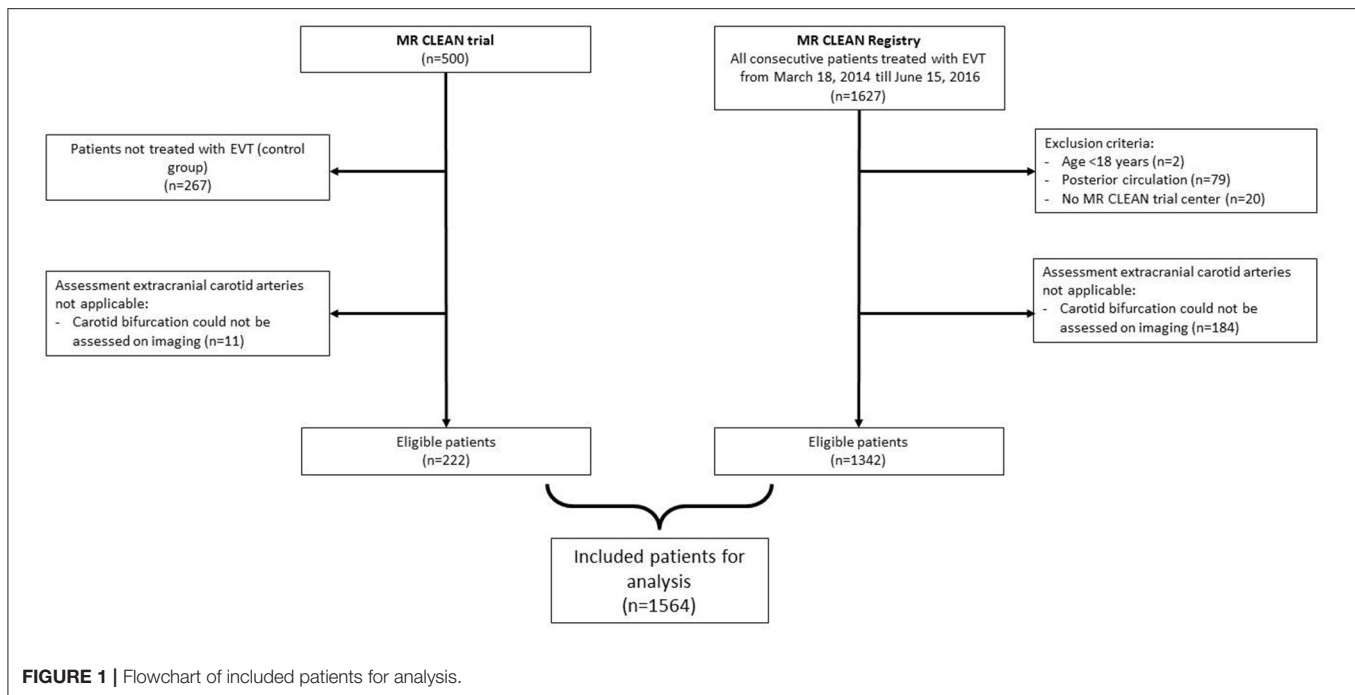 MR CLEAN trial
(n=500)
MR CLEAN Registry
All consecutive patients treated with EVT
from March 18, 2014 till June 15, 2016
(n=1627)
Patients not treated with EVT (control
group)
(n=267)
Exclusion criteria:
- Age <18 years (n=2)
- Posterior circulation (n=79)
- No MR CLEAN trial center (n=20)
Assessment extracranial carotid arteries
not applicable:
- Carotid bifurcation could not be
assessed on imaging (n=11)
Assessment extracranial carotid arteries
not applicable:
- Carotid bifurcation could not be
assessed on imaging (n=184)
Eligible patients
(n=222)
Eligible patients
(n=1342)
Included patients for
analysis
(n=1564)
FIGURE 1 | Flowchart of included patients for analysis.